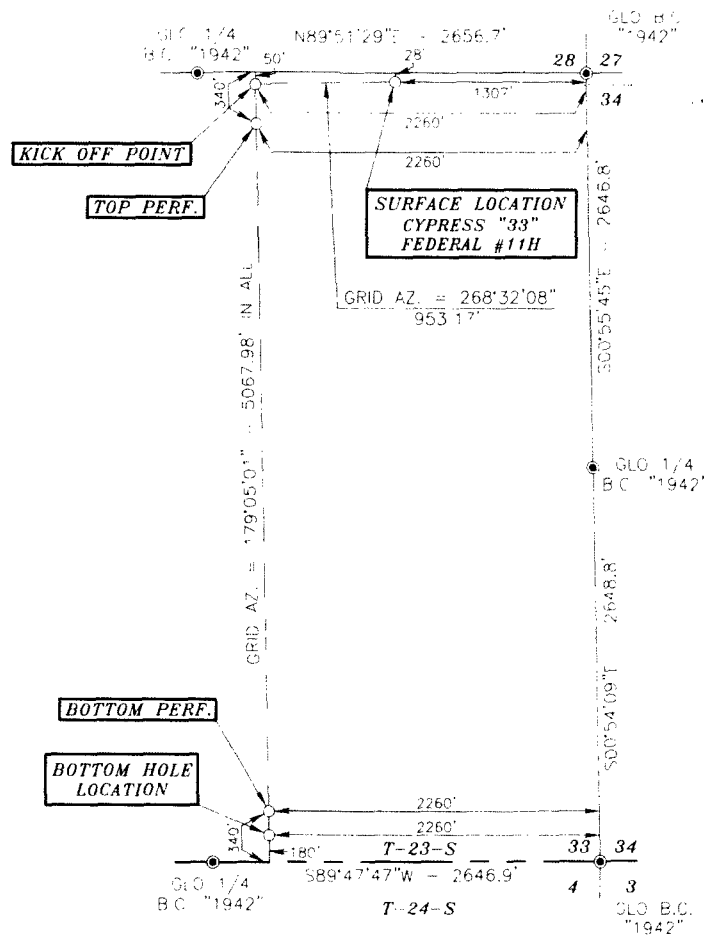 GLO B.C.
"1942"
GLO 1/4
B.C. "1942"
N89°51'29"E - 2656.7'
50'
28'
28 27
34
340'
1307'
2260'
2260'
KICK OFF POINT
TOP PERF.
SURFACE LOCATION
CYPRESS "33"
FEDERAL #11H
GRID AZ. = 268°32'08"
953.17'
S00°55'45"E - 2646.8'
GRID AZ. = 179°05'01" - 5067.98' IN ALL
GLO 1/4
B.C. "1942"
S00°54'09"E 2648.8'
BOTTOM PERF.
BOTTOM HOLE
LOCATION
2260'
2260'
340'
180'
T-23-S
33 34
S89°47'47"W - 2646.9'
4 3
GLO 1/4
B.C. "1942"
T-24-S
GLO B.C.
"1942"